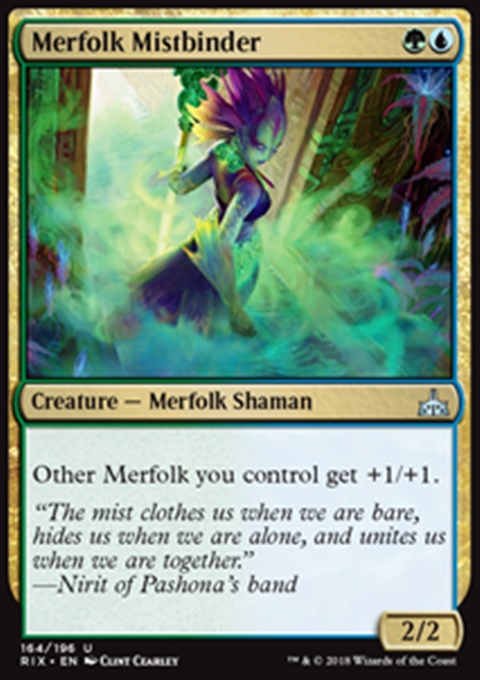 Merfolk Mistbinder
Creature — Merfolk Shaman
Other Merfolk you control get +1/+1.
“The mist clothes us when we are bare,
hides us when we are alone, and unites us
when we are together.”
—Nirit of Pashona’s band
2/2
164/196 U
RIX • EN Clint Cearley
™ & © 2018 Wizards of the Coast